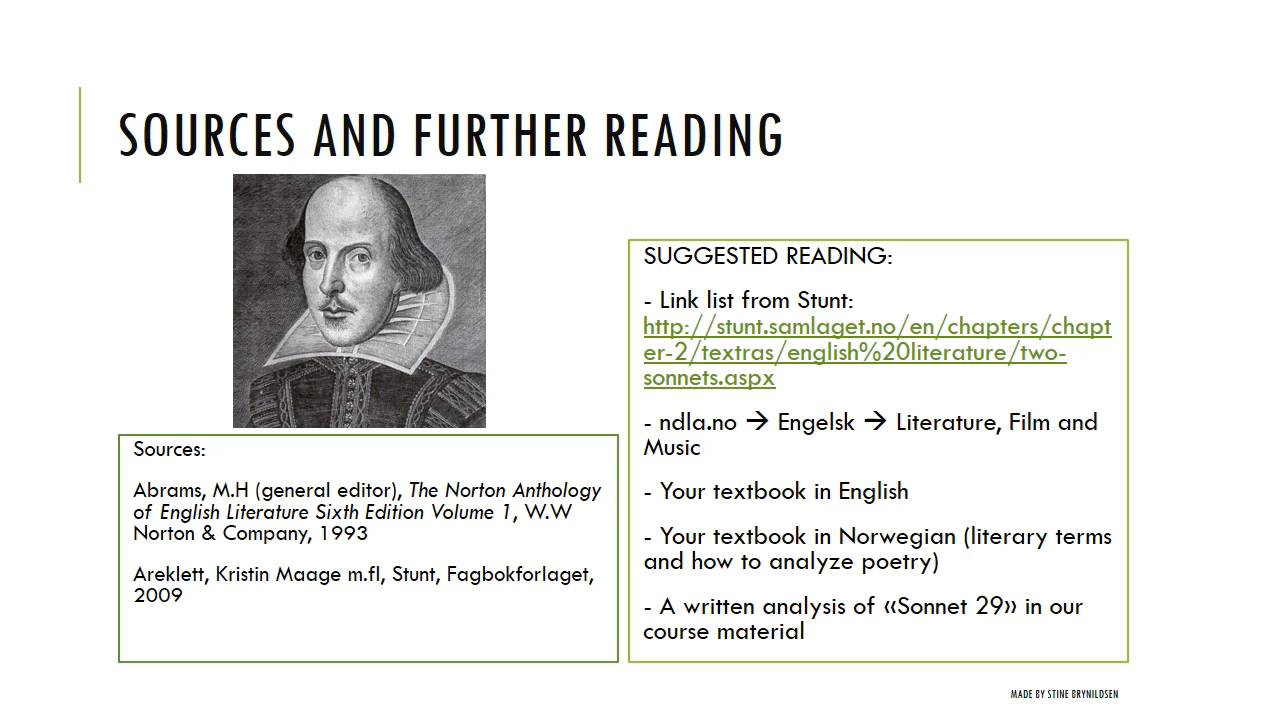 SOURCES AND FURTHER READING
Sources:
Abrams, M.H (general editor), The Norton Anthology
of English Literature Sixth Edition Volume 1, W.W
Norton & Company, 1993
Areklett, Kristin Maage m.fl, Stunt, Fagbokforlaget,
2009
SUGGESTED READING:
- Link list from Stunt:
http://stunt.samlaget.no/en/chapters/chapt
er-2/textras/english%20literature/two-
sonnets.aspx
- ndla.no → Engelsk → Literature, Film and
Music
- Your textbook in English
- Your textbook in Norwegian (literary terms
and how to analyze poetry)
- A written analysis of «Sonnet 29» in our
course material
MADE BY STINE BRYNILDSEN